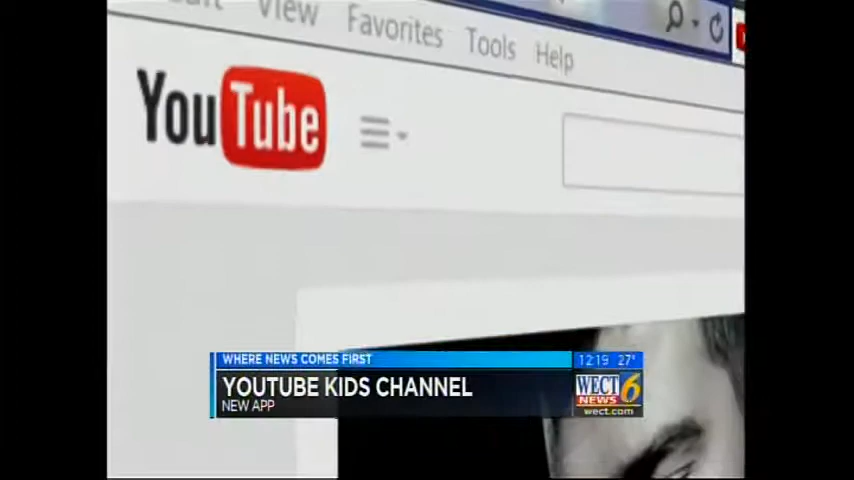 View Favorites Tools Help
YouTube
WHERE NEWS COMES FIRST
12:19 27°
YOUTUBE KIDS CHANNEL
NEW APP
WECT 6
NEWS
wect.com